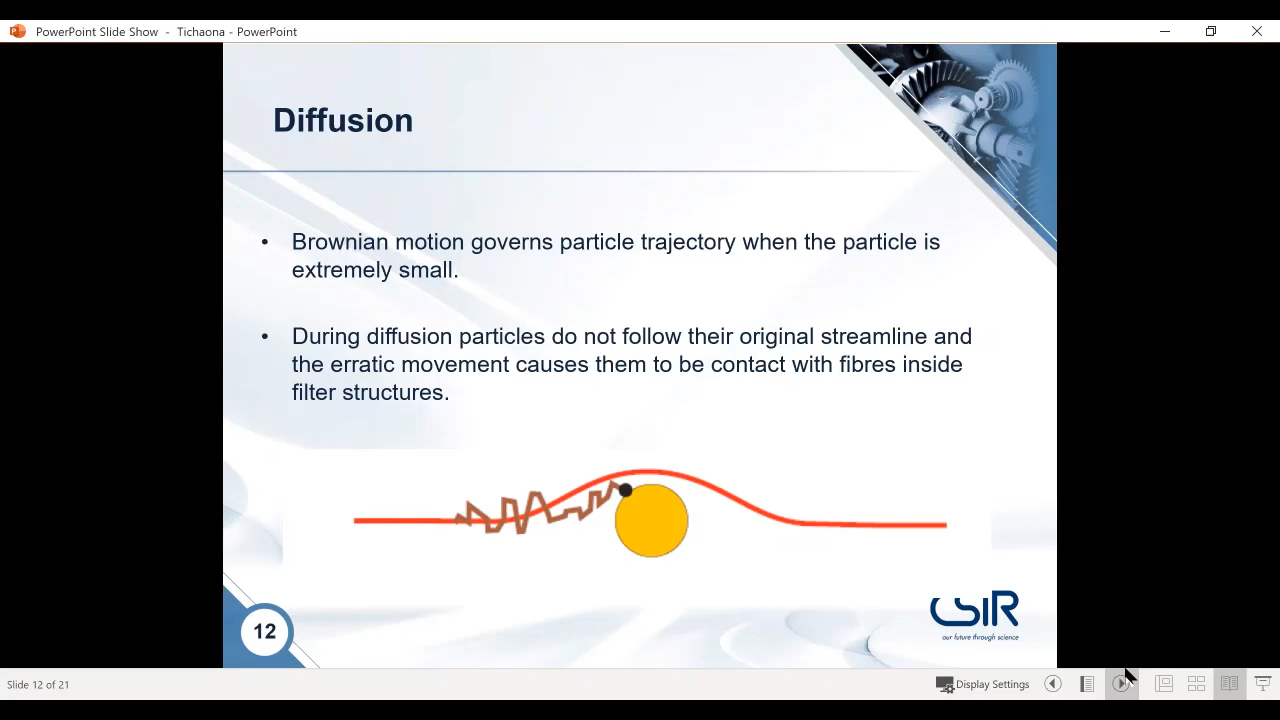 PowerPoint Slide Show - Tichaona - PowerPoint
Diffusion
• Brownian motion governs particle trajectory when the particle is
extremely small.
• During diffusion particles do not follow their original streamline and
the erratic movement causes them to be contact with fibres inside
filter structures.
CSIR
our future through science
12
Slide 12 of 21
Display Settings